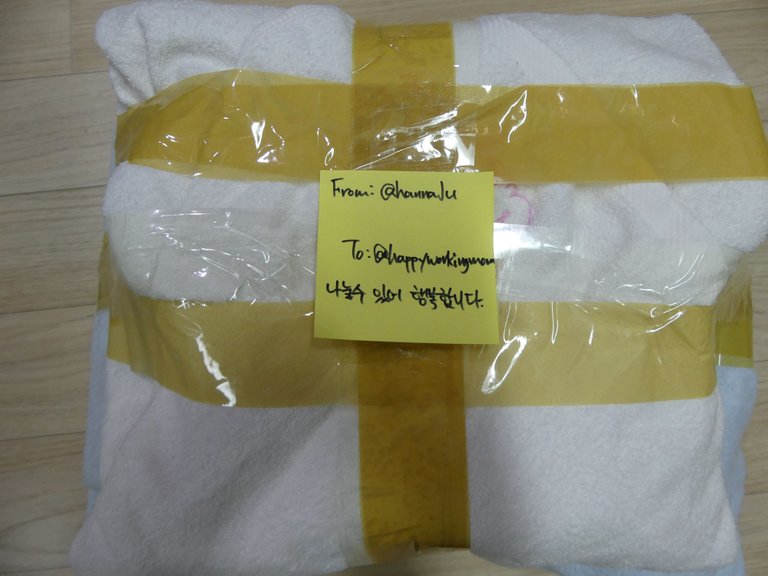 From: @hannaju
To: @happyworkingmom
나눌수 있어 행복합니다.